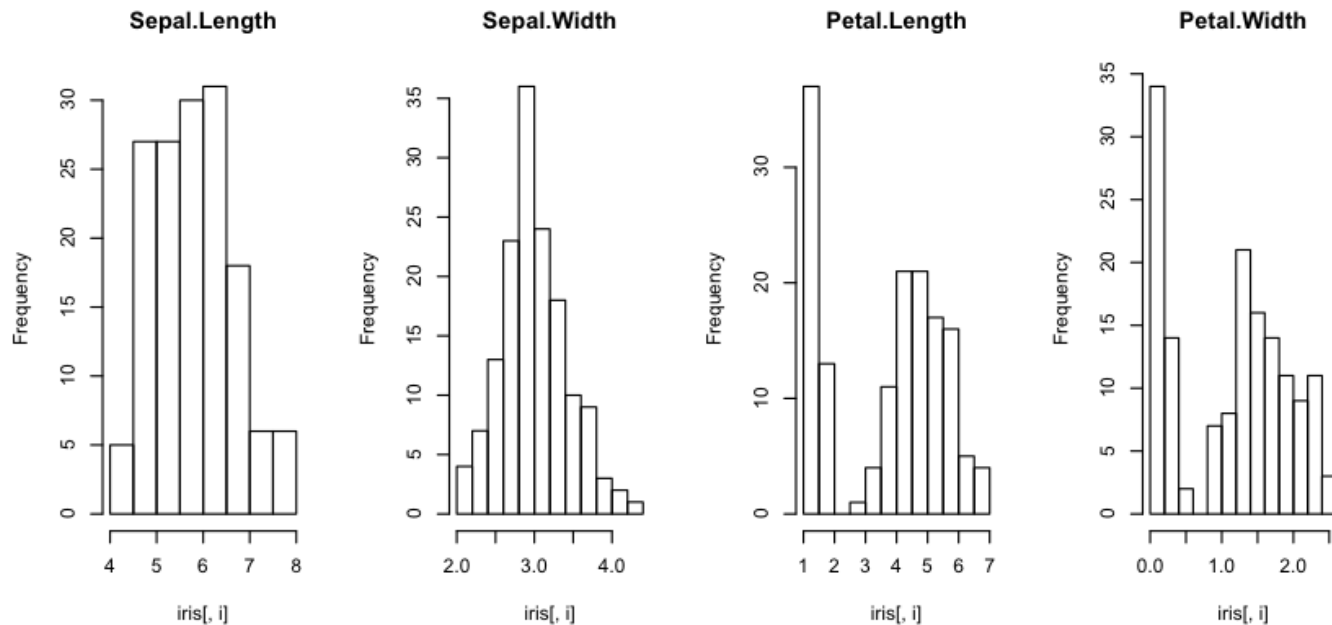 Sepal.Length
Sepal.Width
Petal.Length
Petal.Width
Frequency
0
5
10
15
20
25
30
4 5 6 7 8
iris[, i]
Frequency
0
5
10
15
20
25
30
35
2.0 3.0 4.0
iris[, i]
Frequency
0
10
20
30
1 2 3 4 5 6 7
iris[, i]
Frequency
0
5
10
15
20
25
30
35
0.0 1.0 2.0
iris[, i]